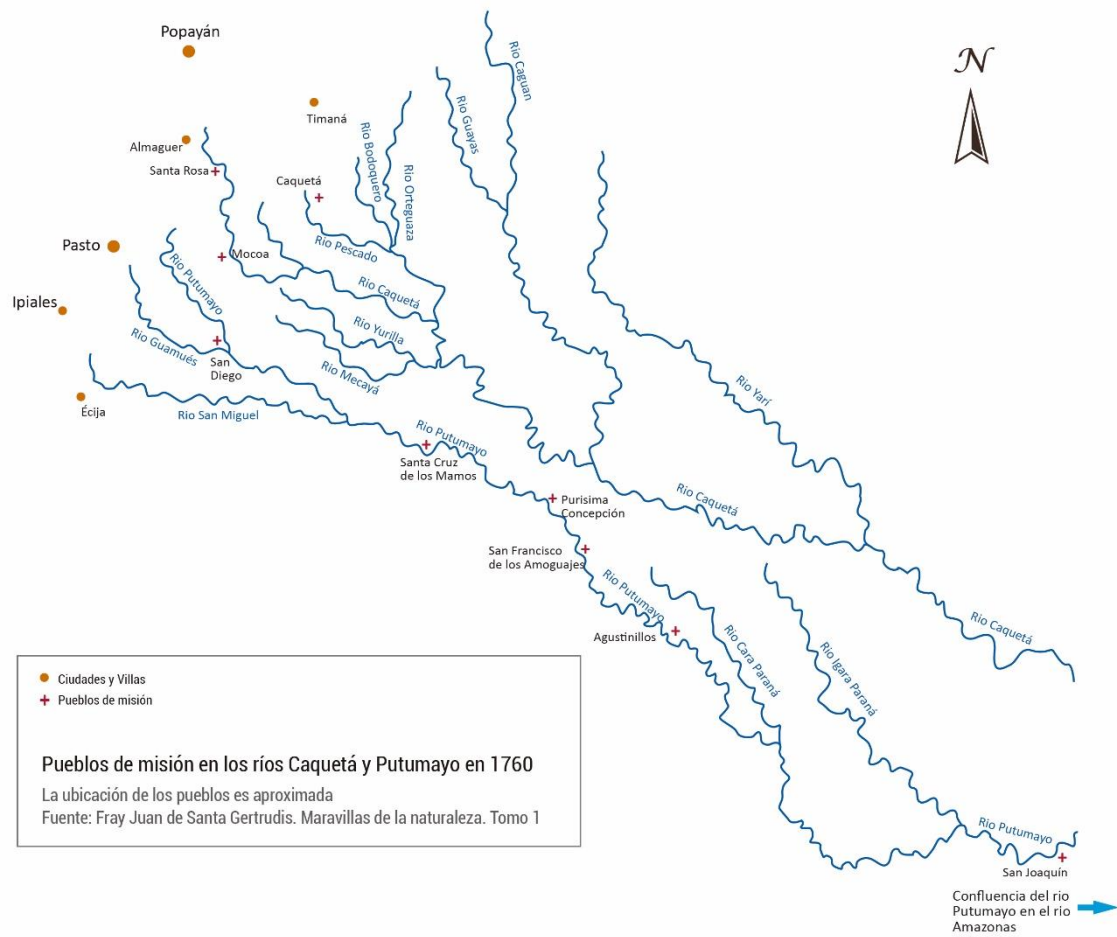 Popayán
N
Rio Caguan
Timaná
Rio Guayas
Almaguer
Rio Bodoquero
Rio Orteguaza
Santa Rosa
Caquetá
Pasto
Rio Pescado
Mocoa
Rio Putumayo
Rio Caquetá
Ipiales
Rio Yurilla
Rio Guamués
San
Diego
Rio Mecayá
Rio Yarí
Écija
Rio San Miguel
Rio Putumayo
Santa Cruz
de los Mamos
Rio Caquetá
Purisima
Concepción
San Francisco
de los Amoguajes
Rio Putumayo
Agustinillos
Rio Caquetá
Rio Cara Paraná
Rio Igara Paraná
Ciudades y Villas
Pueblos de misión
Pueblos de misión en los ríos Caquetá y Putumayo en 1760
La ubicación de los pueblos es aproximada
Fuente: Fray Juan de Santa Gertrudis. Maravillas de la naturaleza. Tomo 1
Rio Putumayo
San Joaquín
Confluencia del rio
Putumayo en el rio
Amazonas